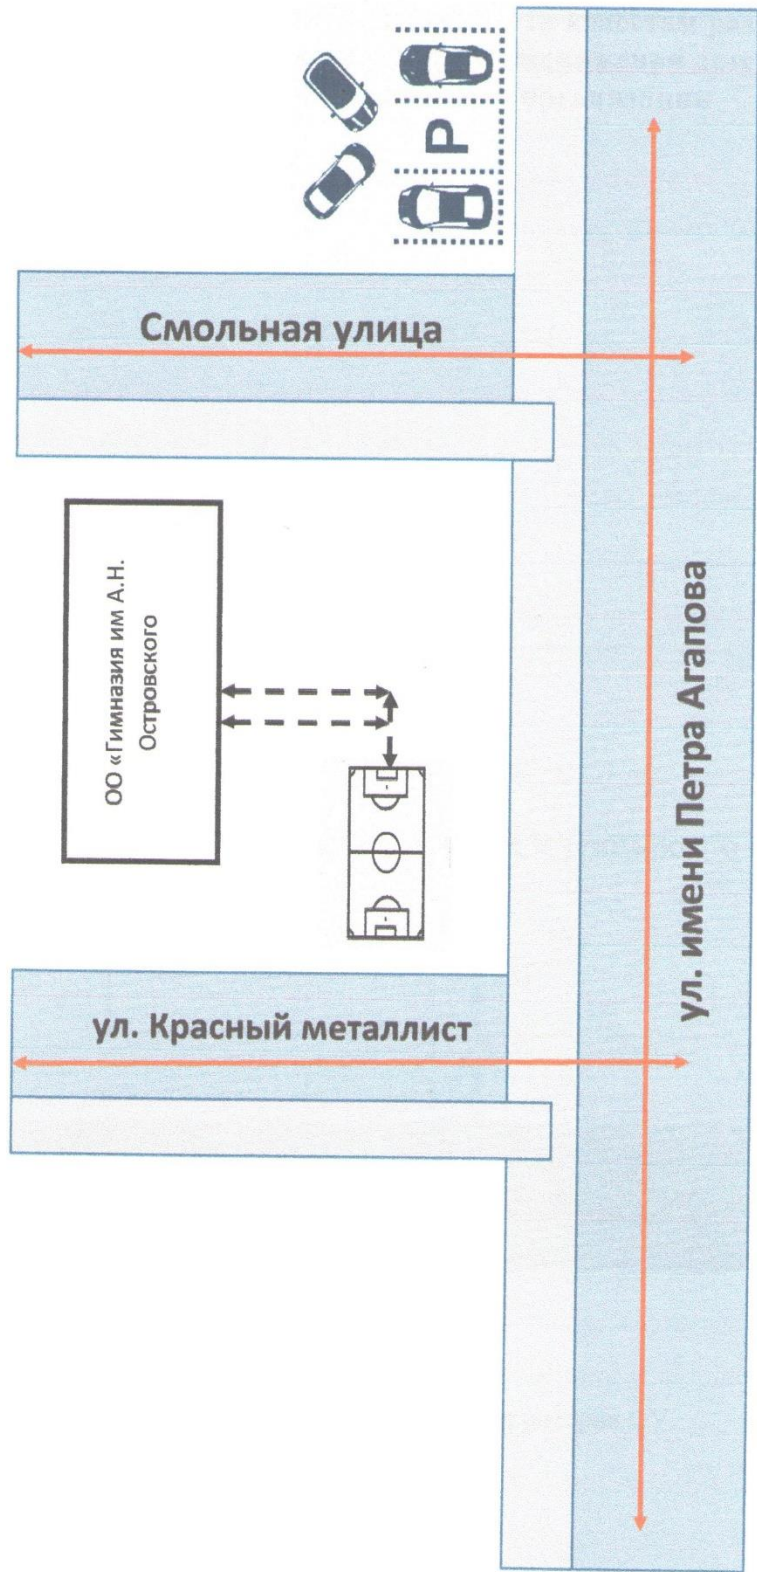 P
Смольная улица
ОО «Гимназия им А.Н.
Островского
ул. Красный металлист
ул. имени Петра Агапова